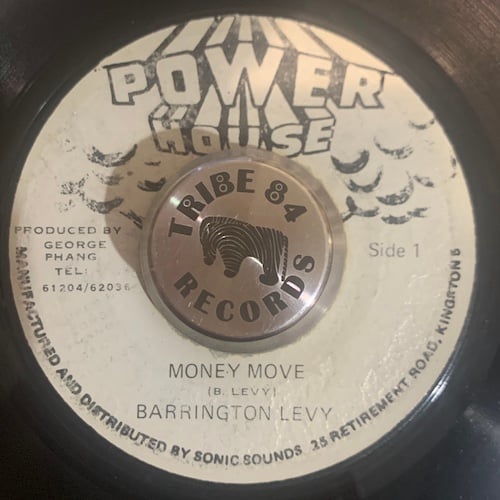 POWER
HOUSE
TRIBE 84
RECORDS
PRODUCED BY
GEORGE
PHANG
TEL:
61204/62036
Side 1
MONEY MOVE
(B. LEVY)
BARRINGTON LEVY
MANUFACTURED AND DISTRIBUTED BY SONIC SOUNDS 25 RETIREMENT ROAD, KINGRTON 5